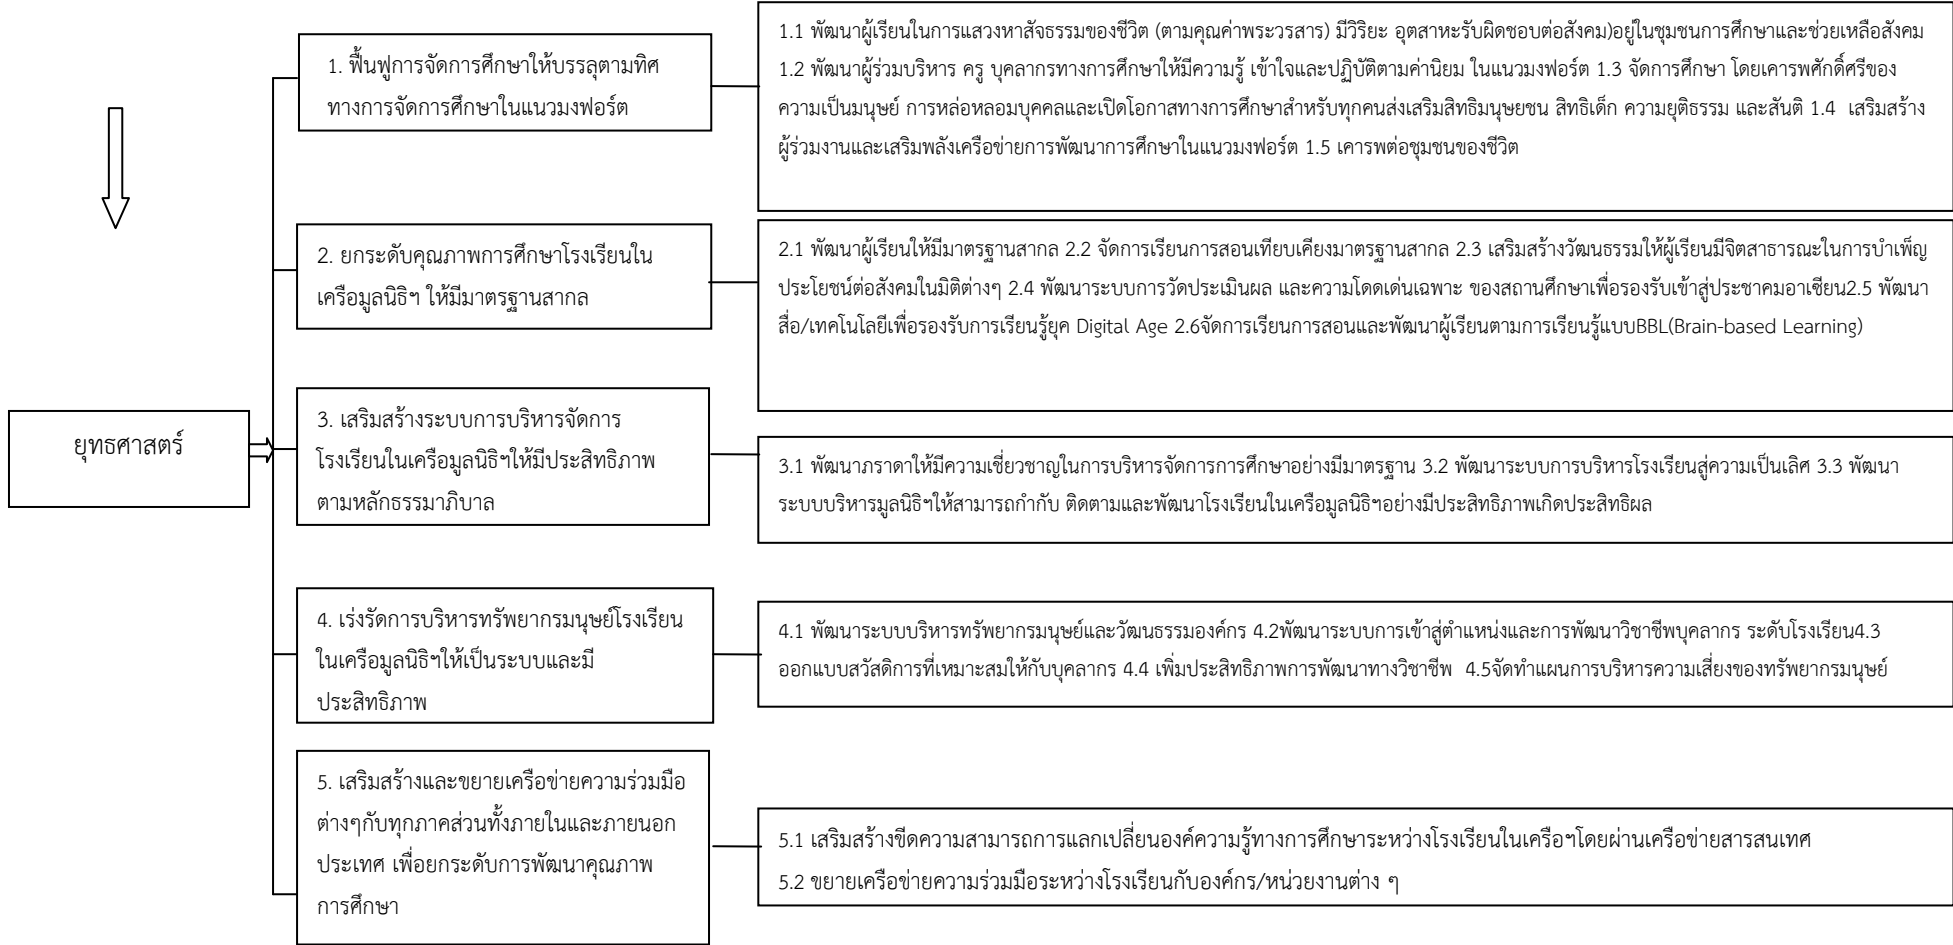 1. ฟื้นฟูการจัดการศึกษาให้บรรลุตามทิศ
ทางการจัดการศึกษาในแนวมงฟอร์ต
1.1 พัฒนาผู้เรียนในการแสวงหาสัจธรรมของชีวิต (ตามคุณค่าพระวรสาร) มีวิริยะ อุตสาหะรับผิดชอบต่อสังคม)อยู่ในชุมชนการศึกษาและช่วยเหลือสังคม
1.2 พัฒนาผู้ร่วมบริหาร ครู บุคลากรทางการศึกษาให้มีความรู้ เข้าใจและปฏิบัติตามค่านิยม ในแนวมงฟอร์ต 1.3 จัดการศึกษา โดยเคารพศักดิ์ศรีของ
ความเป็นมนุษย์ การหล่อหลอมบุคคลและเปิดโอกาสทางการศึกษาสำหรับทุกคนส่งเสริมสิทธิมนุษยชน สิทธิเด็ก ความยุติธรรม และสันติ 1.4 เสริมสร้าง
ผู้ร่วมงานและเสริมพลังเครือข่ายการพัฒนาการศึกษาในแนวมงฟอร์ต 1.5 เคารพต่อชุมชนของชีวิต
2. ยกระดับคุณภาพการศึกษาโรงเรียนใน
เครือมูลนิธิฯ ให้มีมาตรฐานสากล
2.1 พัฒนาผู้เรียนให้มีมาตรฐานสากล 2.2 จัดการเรียนการสอนเทียบเคียงมาตรฐานสากล 2.3 เสริมสร้างวัฒนธรรมให้ผู้เรียนมีจิตสาธารณะในการบำเพ็ญ
ประโยชน์ต่อสังคมในมิติต่างๆ 2.4 พัฒนาระบบการวัดประเมินผล และความโดดเด่นเฉพาะ ของสถานศึกษาเพื่อรองรับเข้าสู่ประชาคมอาเซียน2.5 พัฒนา
สื่อ/เทคโนโลยีเพื่อรองรับการเรียนรู้ยุค Digital Age 2.6จัดการเรียนการสอนและพัฒนาผู้เรียนตามการเรียนรู้แบบBBL(Brain-based Learning)
ยุทธศาสตร์
3. เสริมสร้างระบบการบริหารจัดการ
โรงเรียนในเครือมูลนิธิฯให้มีประสิทธิภาพ
ตามหลักธรรมาภิบาล
3.1 พัฒนาภราดาให้มีความเชี่ยวชาญในการบริหารจัดการการศึกษาอย่างมีมาตรฐาน 3.2 พัฒนาระบบการบริหารโรงเรียนสู่ความเป็นเลิศ 3.3 พัฒนา
ระบบบริหารมูลนิธิฯให้สามารถกำกับ ติดตามและพัฒนาโรงเรียนในเครือมูลนิธิฯอย่างมีประสิทธิภาพเกิดประสิทธิผล
4. เร่งรัดการบริหารทรัพยากรมนุษย์โรงเรียน
ในเครือมูลนิธิฯให้เป็นระบบและมี
ประสิทธิภาพ
4.1 พัฒนาระบบบริหารทรัพยากรมนุษย์และวัฒนธรรมองค์กร 4.2พัฒนาระบบการเข้าสู่ตำแหน่งและการพัฒนาวิชาชีพบุคลากร ระดับโรงเรียน4.3
ออกแบบสวัสดิการที่เหมาะสมให้กับบุคลากร 4.4 เพิ่มประสิทธิภาพการพัฒนาทางวิชาชีพ 4.5จัดทำแผนการบริหารความเสี่ยงของทรัพยากรมนุษย์
5. เสริมสร้างและขยายเครือข่ายความร่วมมือ
ต่างๆกับทุกภาคส่วนทั้งภายในและภายนอก
ประเทศ เพื่อยกระดับการพัฒนาคุณภาพ
การศึกษา
5.1 เสริมสร้างขีดความสามารถการแลกเปลี่ยนองค์ความรู้ทางการศึกษาระหว่างโรงเรียนในเครือฯโดยผ่านเครือข่ายสารสนเทศ
5.2 ขยายเครือข่ายความร่วมมือระหว่างโรงเรียนกับองค์กร/หน่วยงานต่าง ๆ